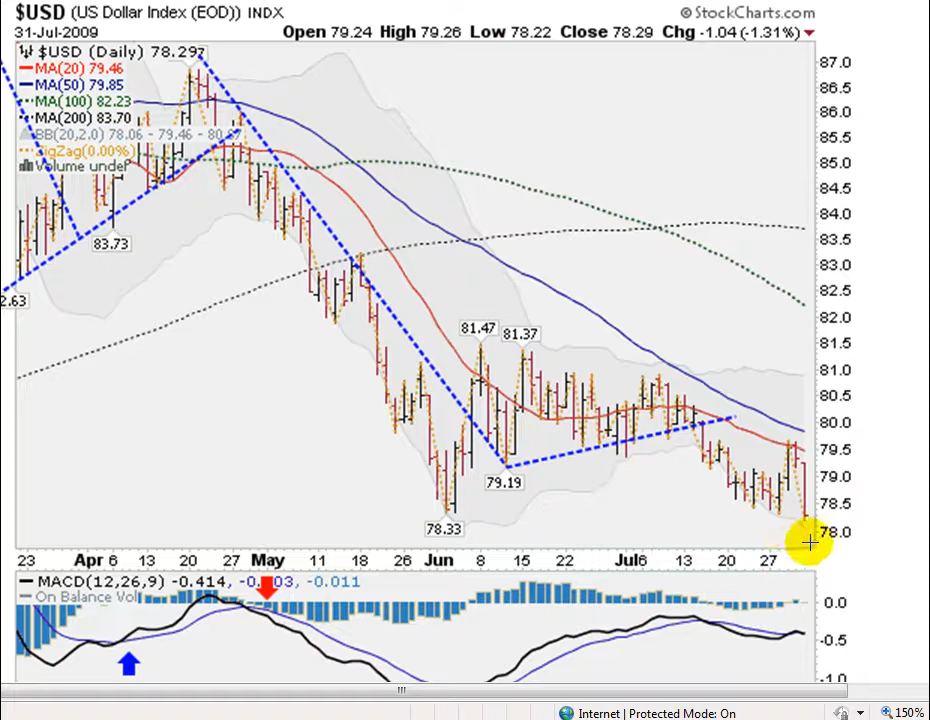 $USD (US Dollar Index (EOD)) INDX
© StockCharts.com
31-Jul-2009
Open 79.24 High 79.26 Low 78.22 Close 78.29 Chg -1.04 (-1.31%)
$USD (Daily) 78.29
MA(20) 79.46
MA(50) 79.85
MA(100) 82.23
MA(200) 83.70
BB(20,2.0) 78.06 - 79.46 - 80.87
ZigZag(0.00%)
Volume undef
87.0
86.5
86.0
85.5
85.0
84.5
84.0
83.5
83.0
82.5
82.0
81.5
81.0
80.5
80.0
79.5
79.0
78.5
78.0
83.73
2.63
81.47
81.37
79.19
78.33
23 Apr 6 13 20 27 May 11 18 26 Jun 8 15 22 Jul6 13 20 27
MACD(12,26,9) -0.414, -0.403, -0.011
On Balance Vol
0.0
-0.5
-1.0
Internet | Protected Mode: On
150%